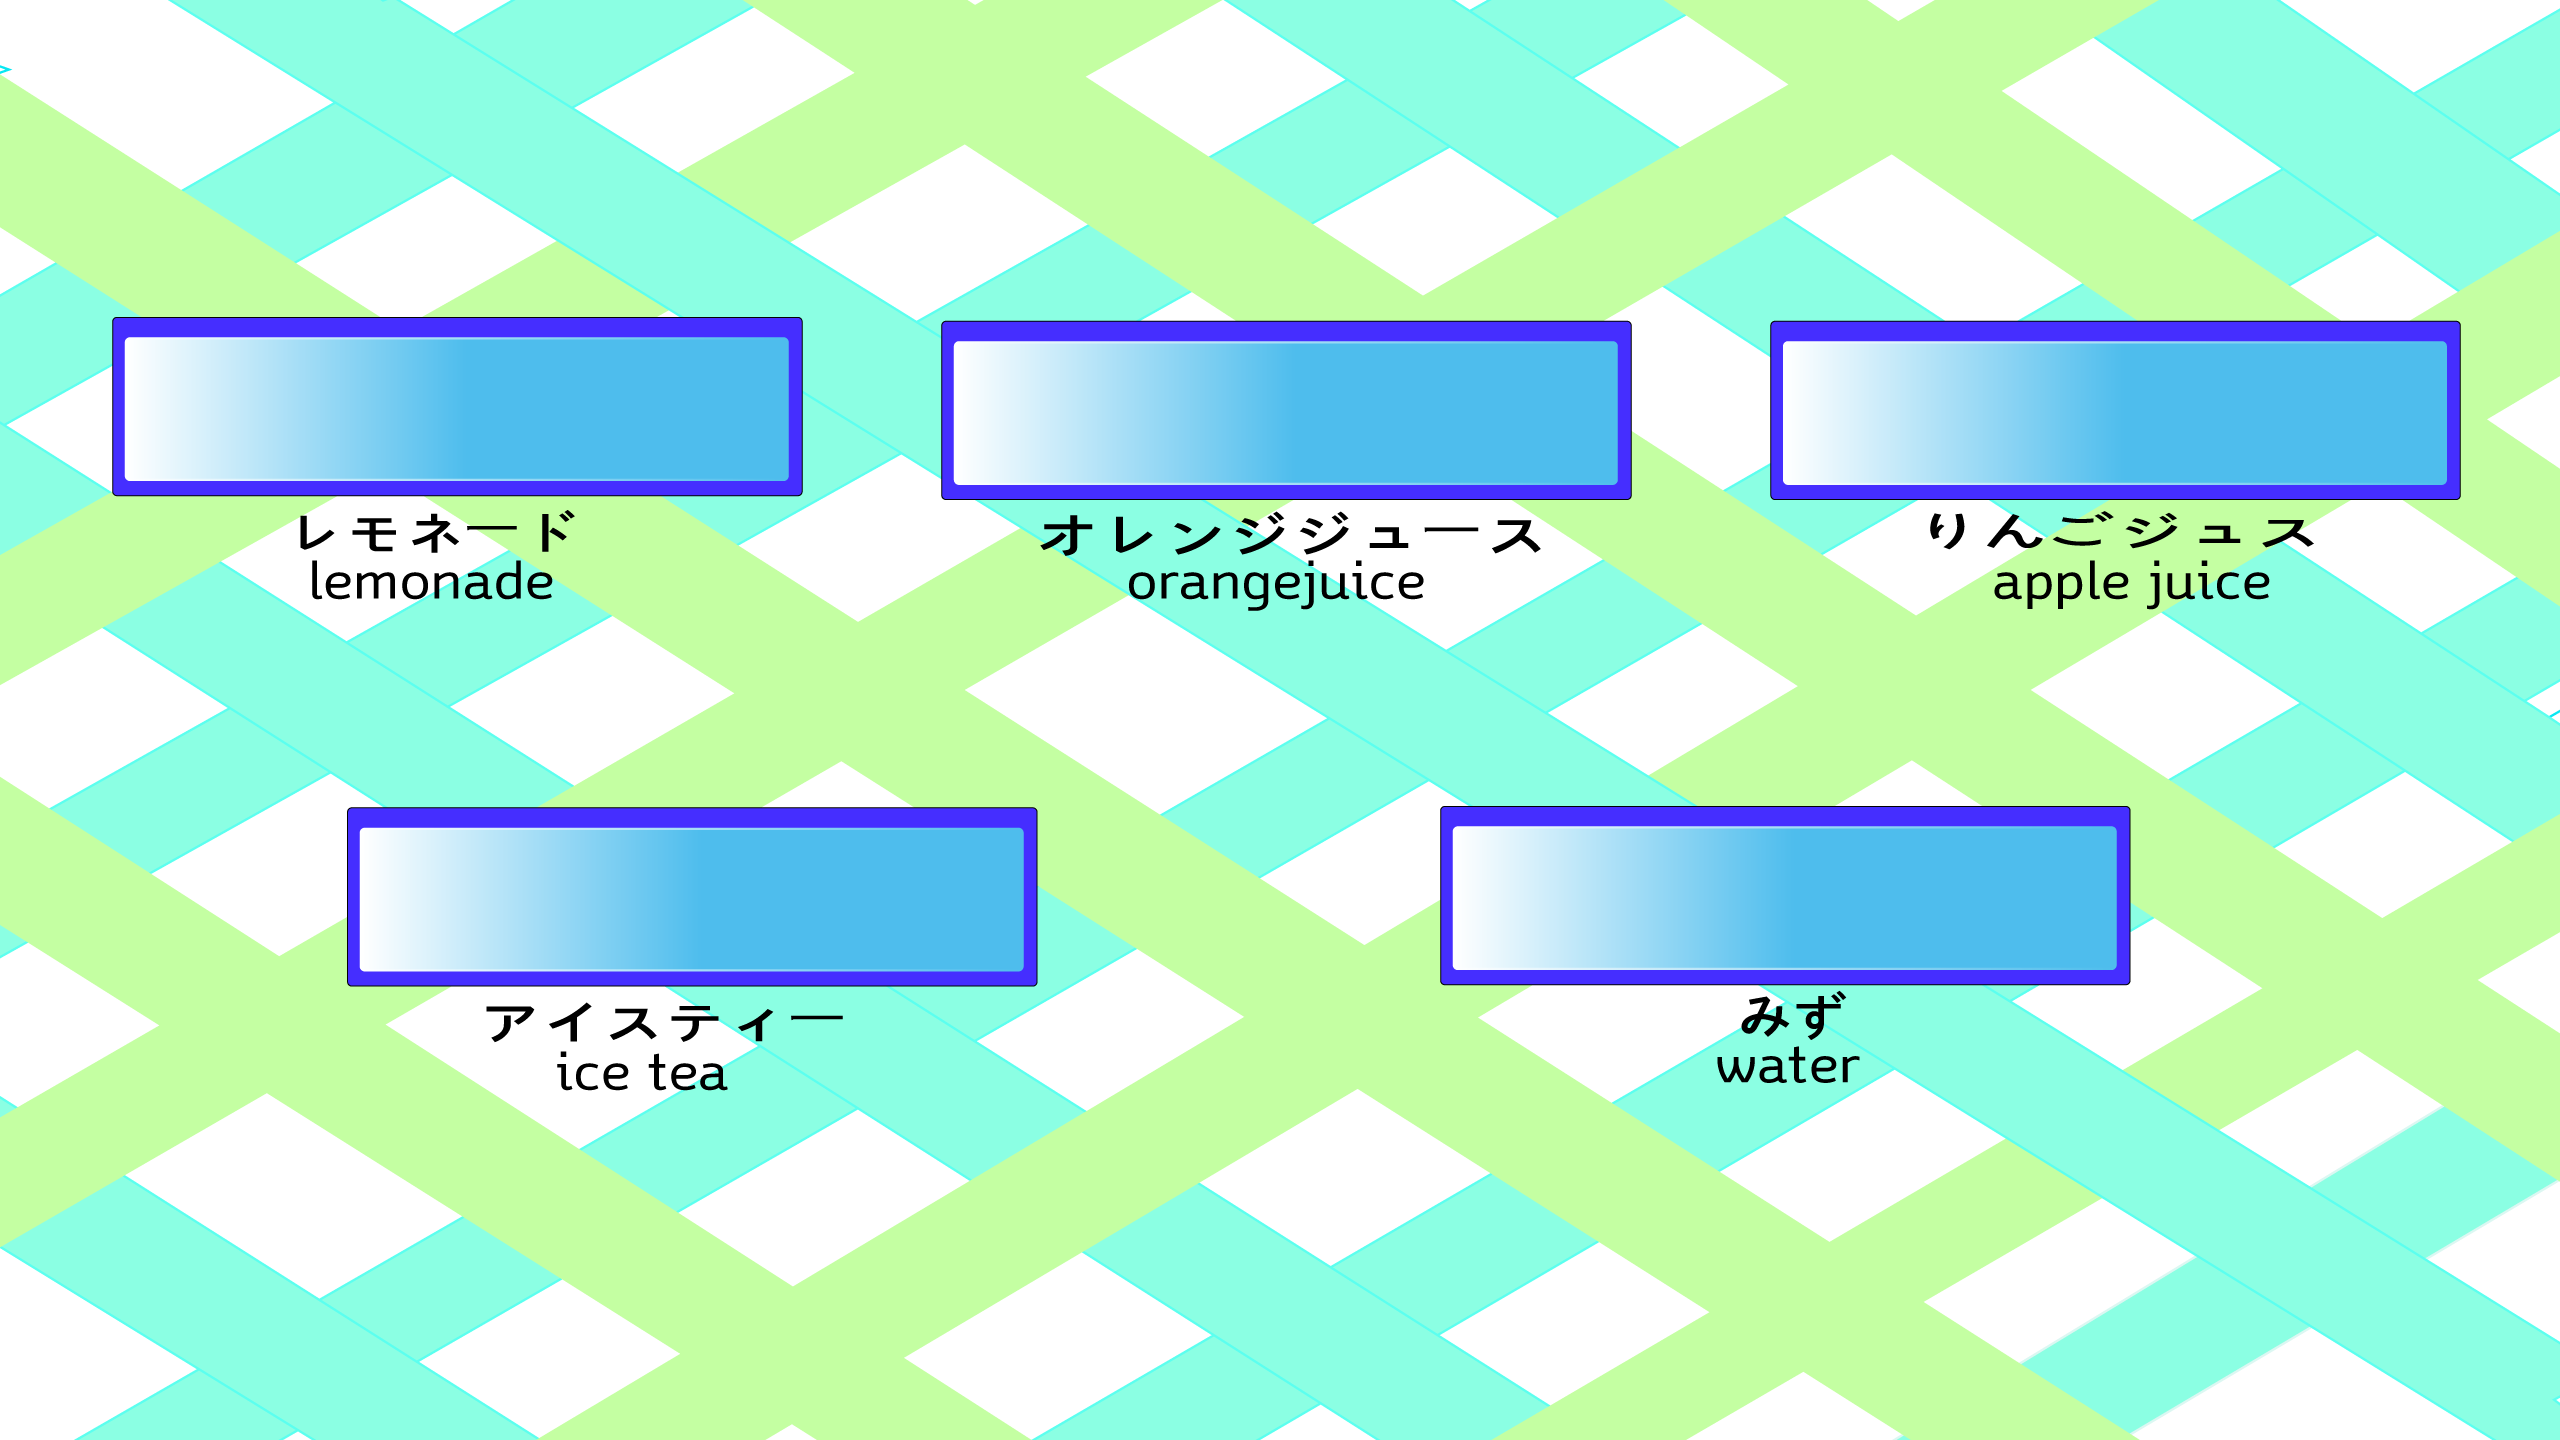 レモネード
lemonade
オレンジジュース
orangejuice
りんごジュス
apple juice
アイスティー
ice tea
みず
water